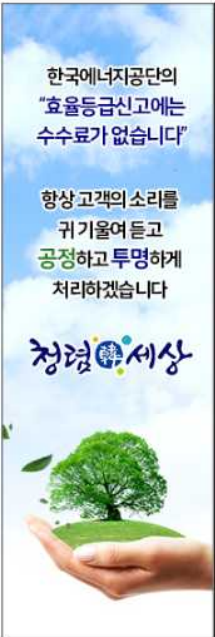 한국에너지공단의
"효율등급신고에는
수수료가 없습니다"
항상 고객의 소리를
귀 기울여 듣고
공정하고 투명하게
처리하겠습니다
청렴韓세상